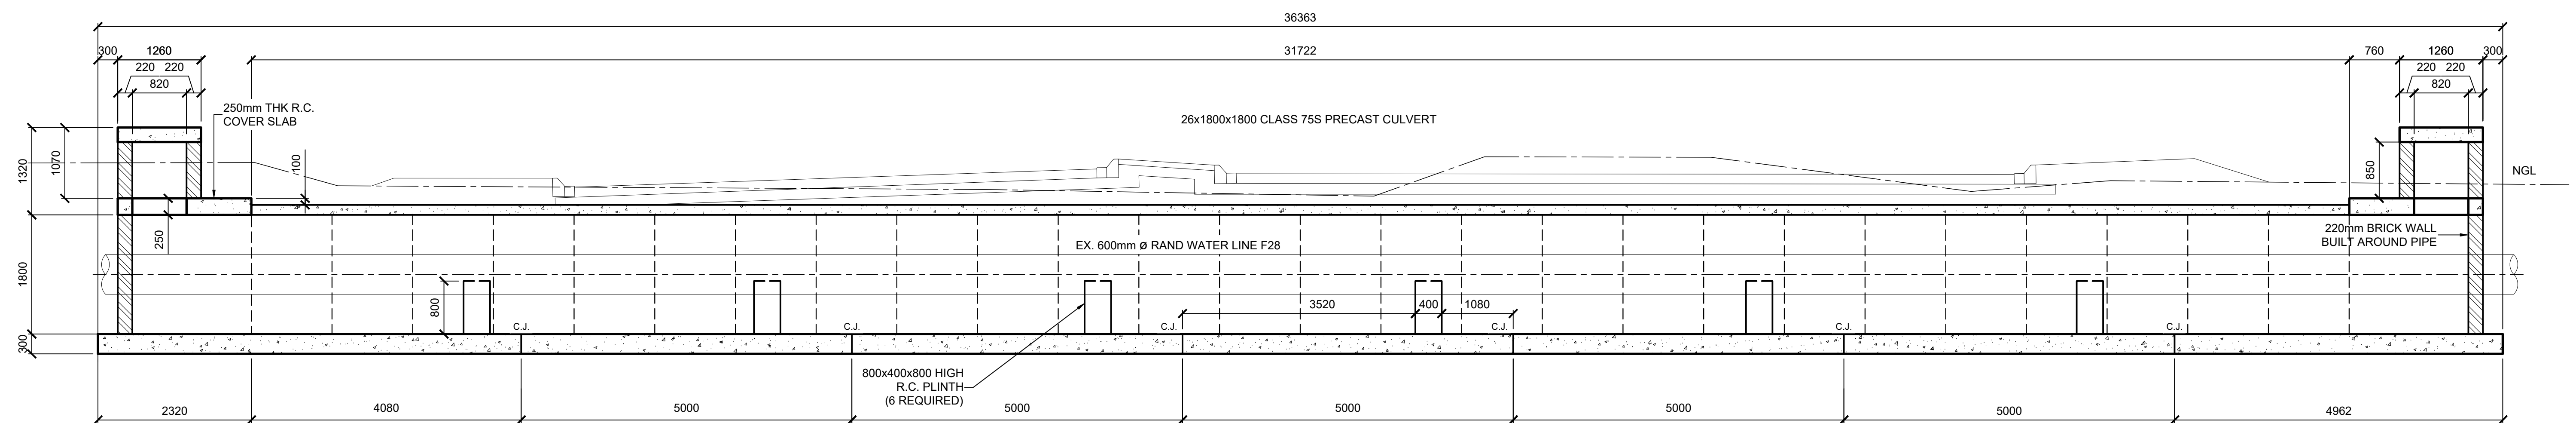 36363
300
1260
31722
760
1260
300
220 220
820
220 220
820
250mm THK R.C.
COVER SLAB
26x1800x1800 CLASS 75S PRECAST CULVERT
1320
1070
100
850
NGL
250
1800
EX. 600mm Ø RAND WATER LINE F28
220mm BRICK WALL
BUILT AROUND PIPE
800
3520
400
1080
C.J.
C.J.
C.J.
C.J.
C.J.
C.J.
300
800x400x800 HIGH
R.C. PLINTH
(6 REQUIRED)
2320
4080
5000
5000
5000
5000
5000
4962